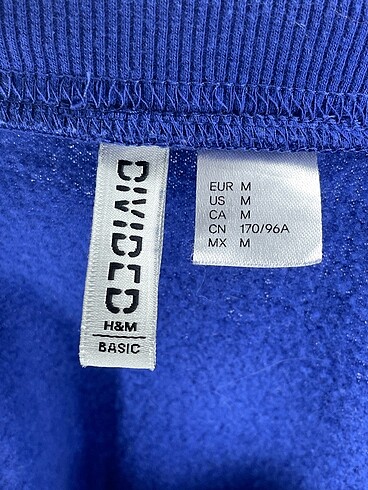 DIVIDED
H&M
BASIC
EUR M
US M
CA M
CN 170/96A
MX M